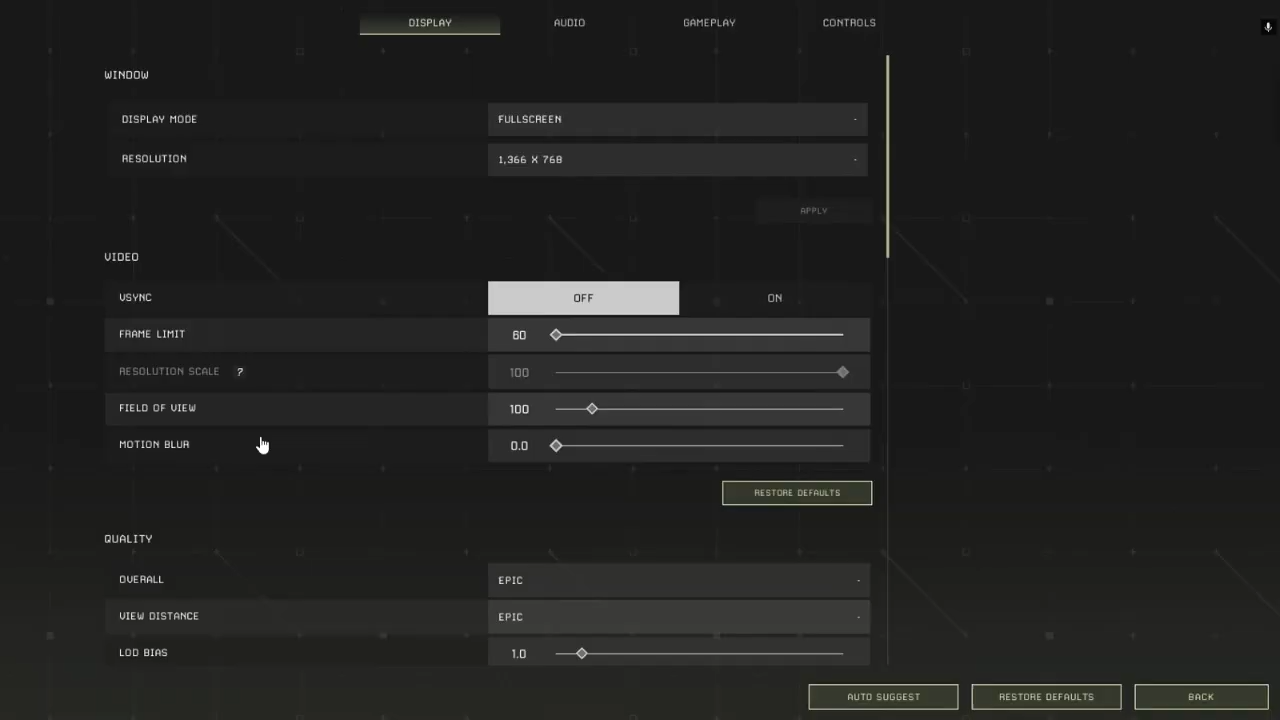 DISPLAY AUDIO GAMEPLAY CONTROLS
WINDOW
DISPLAY MODE FULLSCREEN
RESOLUTION 1,366 X 768
APPLY
VIDEO
VSYNC OFF ON
FRAME LIMIT 60
RESOLUTION SCALE ? 100
FIELD OF VIEW 100
MOTION BLUR 0.0
RESTORE DEFAULTS
QUALITY
OVERALL EPIC
VIEW DISTANCE EPIC
LOD BIAS 1.0
AUTO SUGGEST RESTORE DEFAULTS BACK